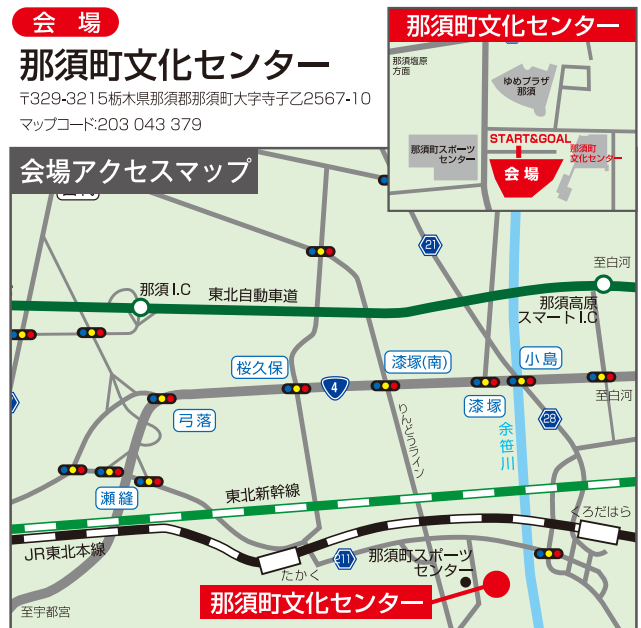 会場
那須町文化センター
〒329-3215栃木県那須郡那須町大字寺子乙2567-10
マップコード:203 043 379
那須町文化センター
那須塩原
方面
ゆめプラザ
那須
START&GOAL
那須町スポーツ
センター
那須町
文化センター
会場
会場アクセスマップ
21
至白河
那須I.C
東北自動車道
那須高原
スマートI.C
小島
漆塚(南)
桜久保
4
至白河
漆塚
弓落
28
りんどうライン
余笹川
瀬縫
東北新幹線
くろだはら
JR東北本線
211
那須町スポーツ
センター
たかく
那須町文化センター
至宇都宮